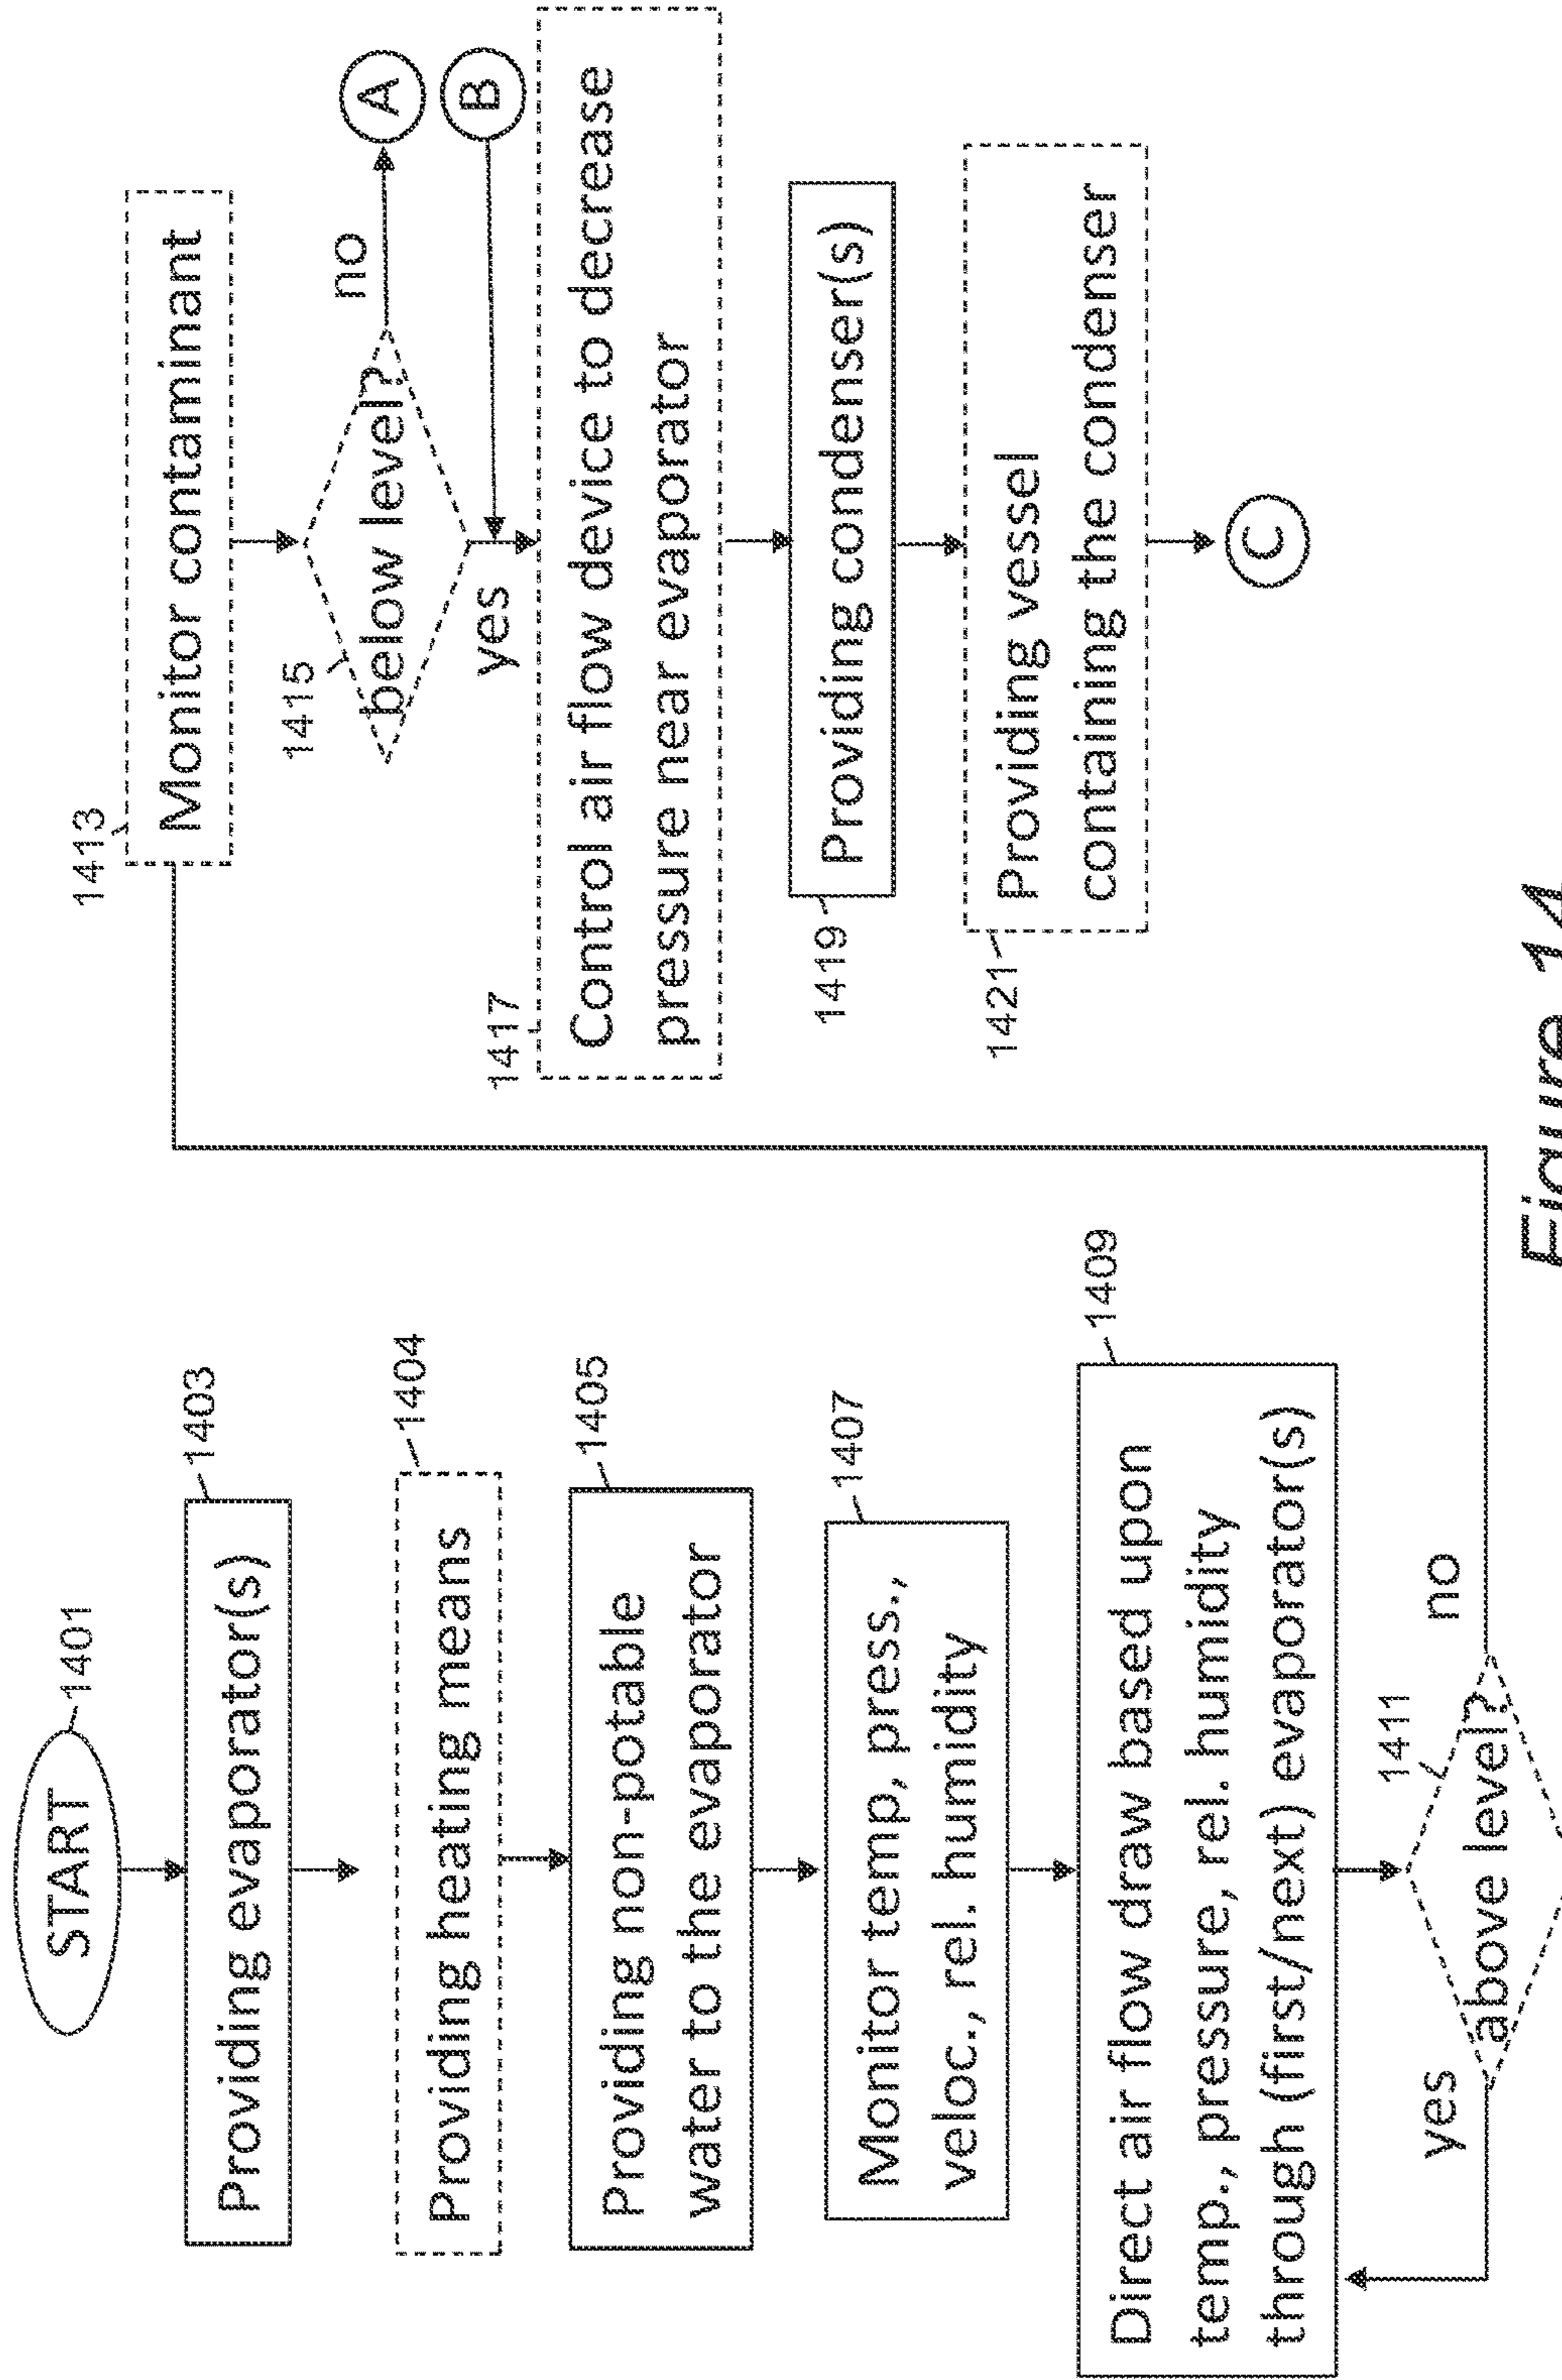 START
1401
Providing evaporator(s)
1403
Providing heating means
1404
Providing non-potable
water to the evaporator
1405
Monitor temp, press.,
veloc., rel. humidity
1407
Direct air flow draw based upon
temp., pressure, rel. humidity
through (first/next) evaporator(s)
1409
above level?
1411
yes
no
1413
Monitor contaminant
1415
below level?
no
A
B
yes
1417
Control air flow device to decrease
pressure near evaporator
1419
Providing condenser(s)
1421
Providing vessel
containing the condenser
C
Figure 14